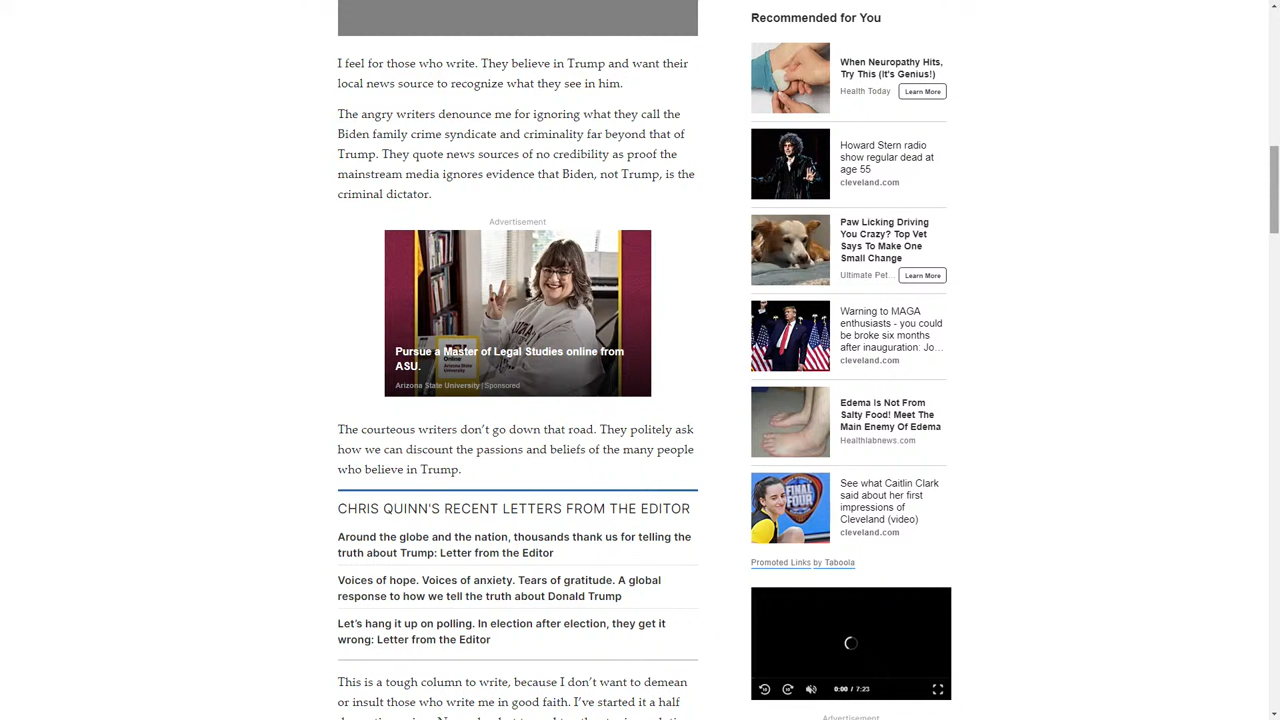 I feel for those who write. They believe in Trump and want their
local news source to recognize what they see in him.
The angry writers denounce me for ignoring what they call the
Biden family crime syndicate and criminality far beyond that of
Trump. They quote news sources of no credibility as proof the
mainstream media ignores evidence that Biden, not Trump, is the
criminal dictator.
Advertisement
Pursue a Master of Legal Studies online from
ASU.
Arizona State University | Sponsored
The courteous writers don’t go down that road. They politely ask
how we can discount the passions and beliefs of the many people
who believe in Trump.
CHRIS QUINN'S RECENT LETTERS FROM THE EDITOR
Around the globe and the nation, thousands thank us for telling the
truth about Trump: Letter from the Editor
Voices of hope. Voices of anxiety. Tears of gratitude. A global
response to how we tell the truth about Donald Trump
Let’s hang it up on polling. In election after election, they get it
wrong: Letter from the Editor
This is a tough column to write, because I don’t want to demean
or insult those who write me in good faith. I’ve started it a half
Recommended for You
When Neuropathy Hits,
Try This (It's Genius!)
Health Today
Learn More
Howard Stern radio
show regular dead at
age 55
cleveland.com
Paw Licking Driving
You Crazy? Top Vet
Says To Make One
Small Change
Ultimate Pet...
Learn More
Warning to MAGA
enthusiasts - you could
be broke six months
after inauguration: Jo...
cleveland.com
Edema Is Not From
Salty Food! Meet The
Main Enemy Of Edema
Healthlabnews.com
FINAL
FOUR
See what Caitlin Clark
said about her first
impressions of
Cleveland (video)
cleveland.com
Promoted Links by Taboola
0:00 / 7:23
Advertisement